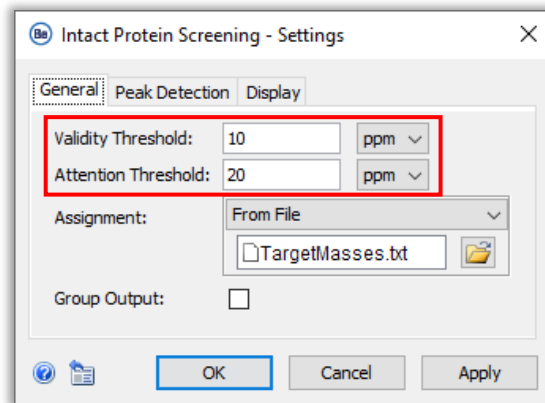 Be Intact Protein Screening - Settings
General Peak Detection Display
Validity Threshold: 10 ppm
Attention Threshold: 20 ppm
Assignment: From File
TargetMasses.txt
Group Output:
OK Cancel Apply